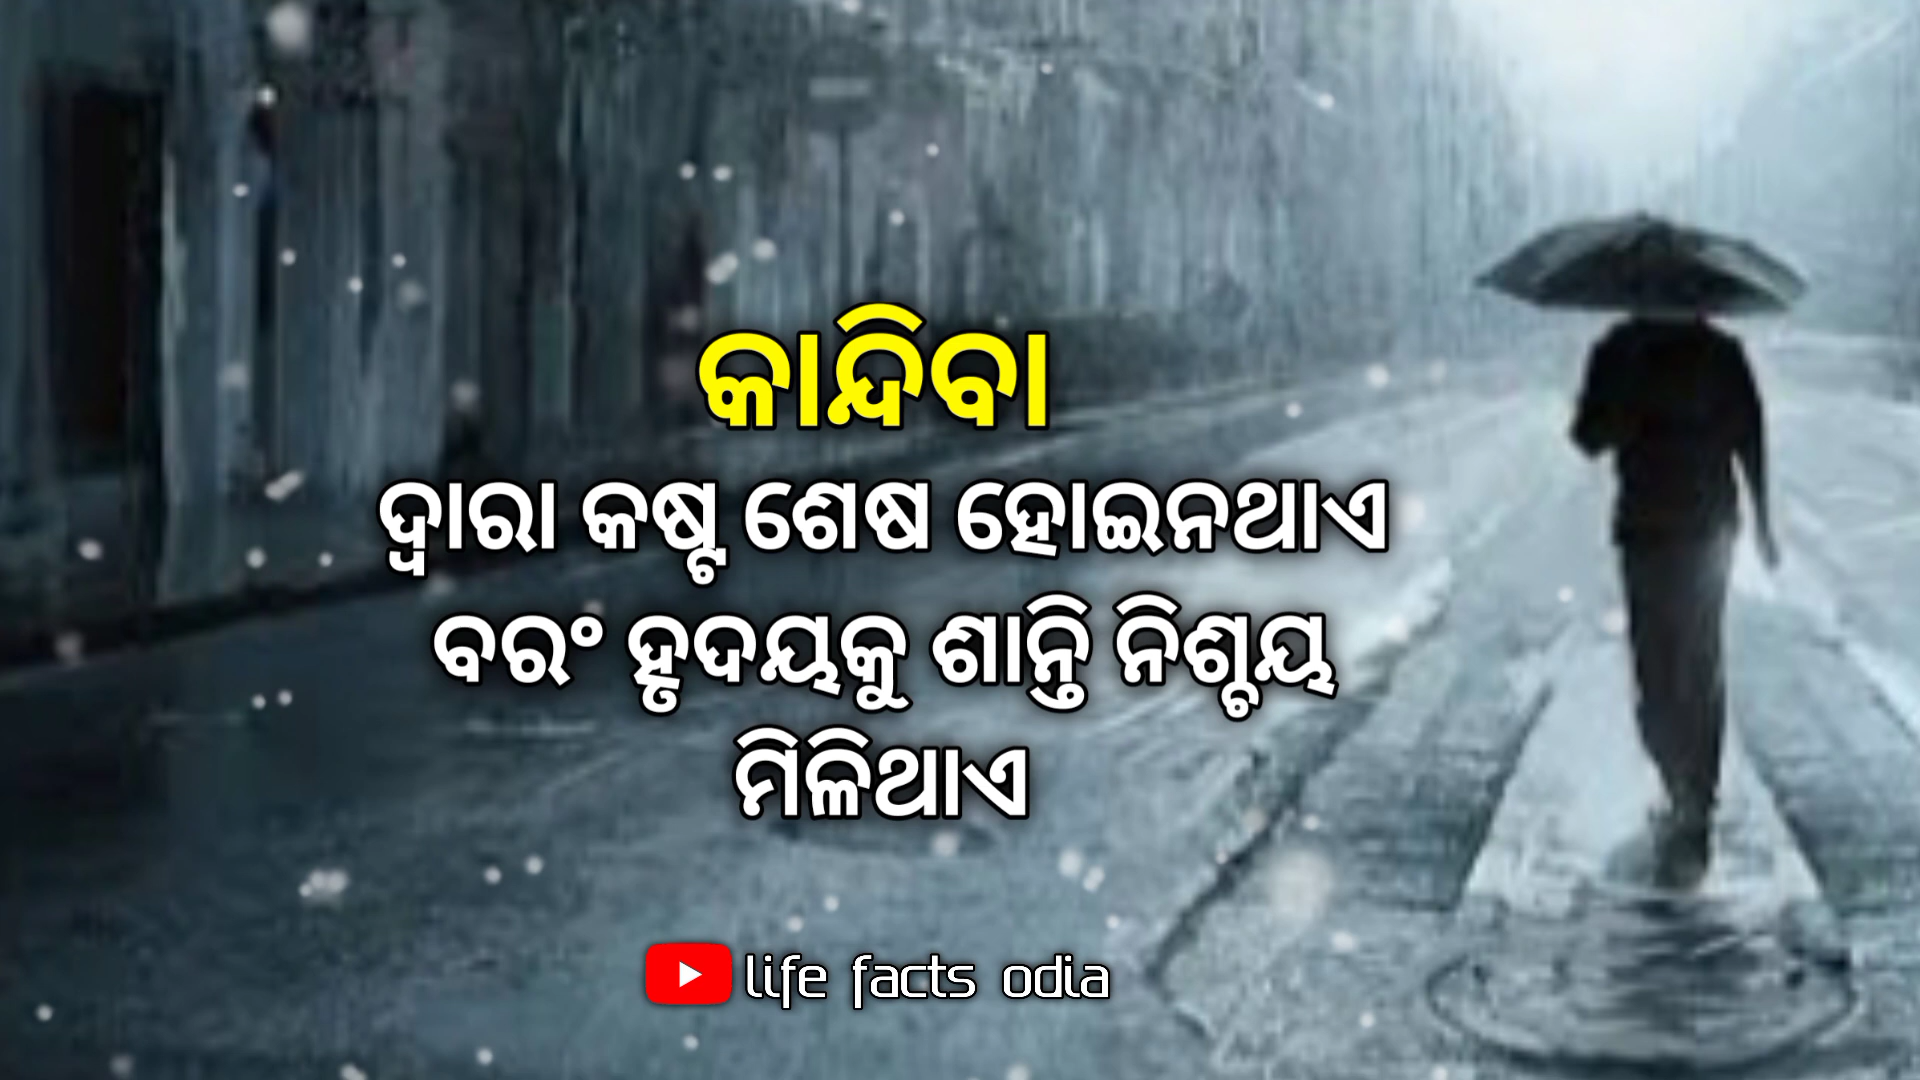 କାନ୍ଦିବା
ଦ୍ୱାରା କଷ୍ଟ ଶେଷ ହୋଇନଥାଏ
ବରଂ ହୃଦୟକୁ ଶାନ୍ତି ନିଶ୍ଚୟ
ମିଳିଥାଏ
life facts odia